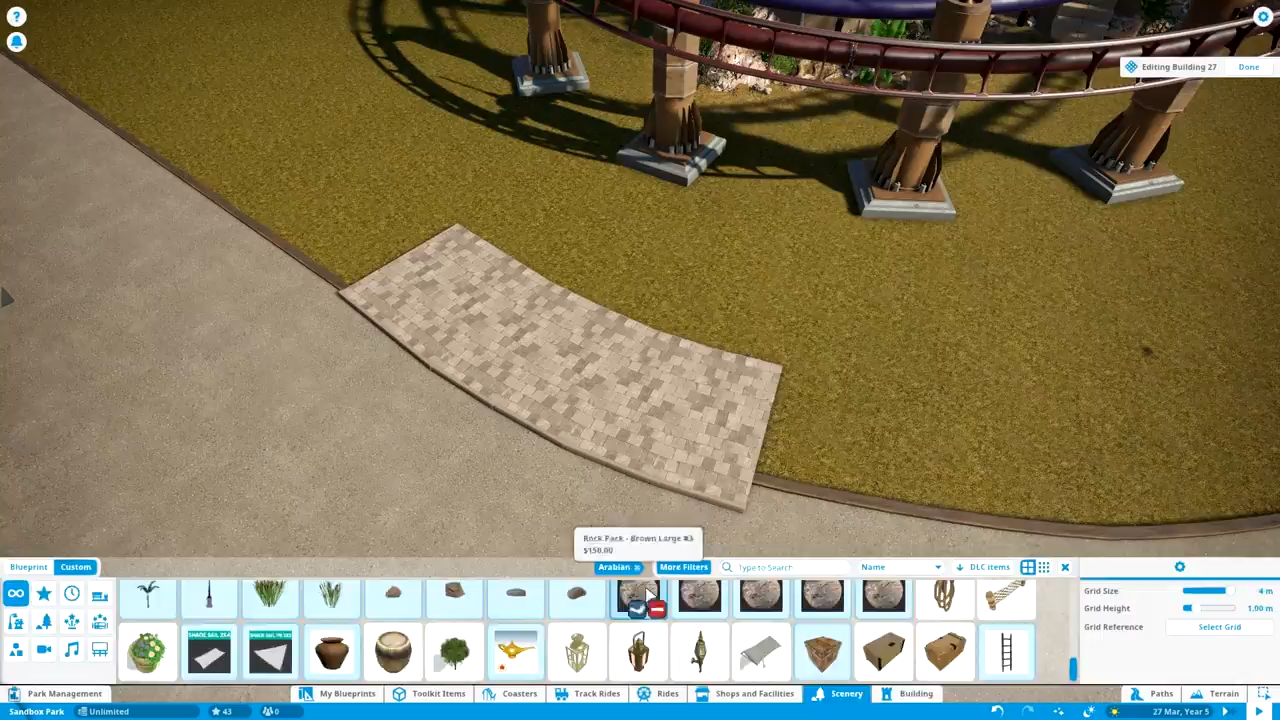 ?
Editing Building 27 Done
Rock Pack - Brown Large #3
$150.00
Blueprint Custom
Arabian × More Filters Type to Search Name DLC items
Grid Size 4 m
Grid Height 1.00 m
Grid Reference Select Grid
Park Management My Blueprints Toolkit Items Coasters Track Rides Rides Shops and Facilities Scenery Building Paths Terrain
Sandbox Park Unlimited 43 0 27 Mar, Year 5